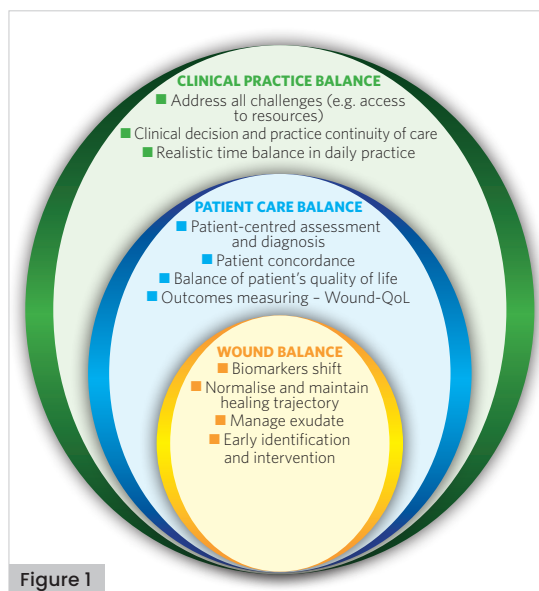 CLINICAL PRACTICE BALANCE
■ Address all challenges (e.g. access
to resources)
■ Clinical decision and practice continuity of care
■ Realistic time balance in daily practice
PATIENT CARE BALANCE
■ Patient-centred assessment
and diagnosis
■ Patient concordance
■ Balance of patient's quality of life
■ Outcomes measuring – Wound-QoL
WOUND BALANCE
■ Biomarkers shift
■ Normalise and maintain
healing trajectory
■ Manage exudate
■ Early identification
and intervention
Figure 1